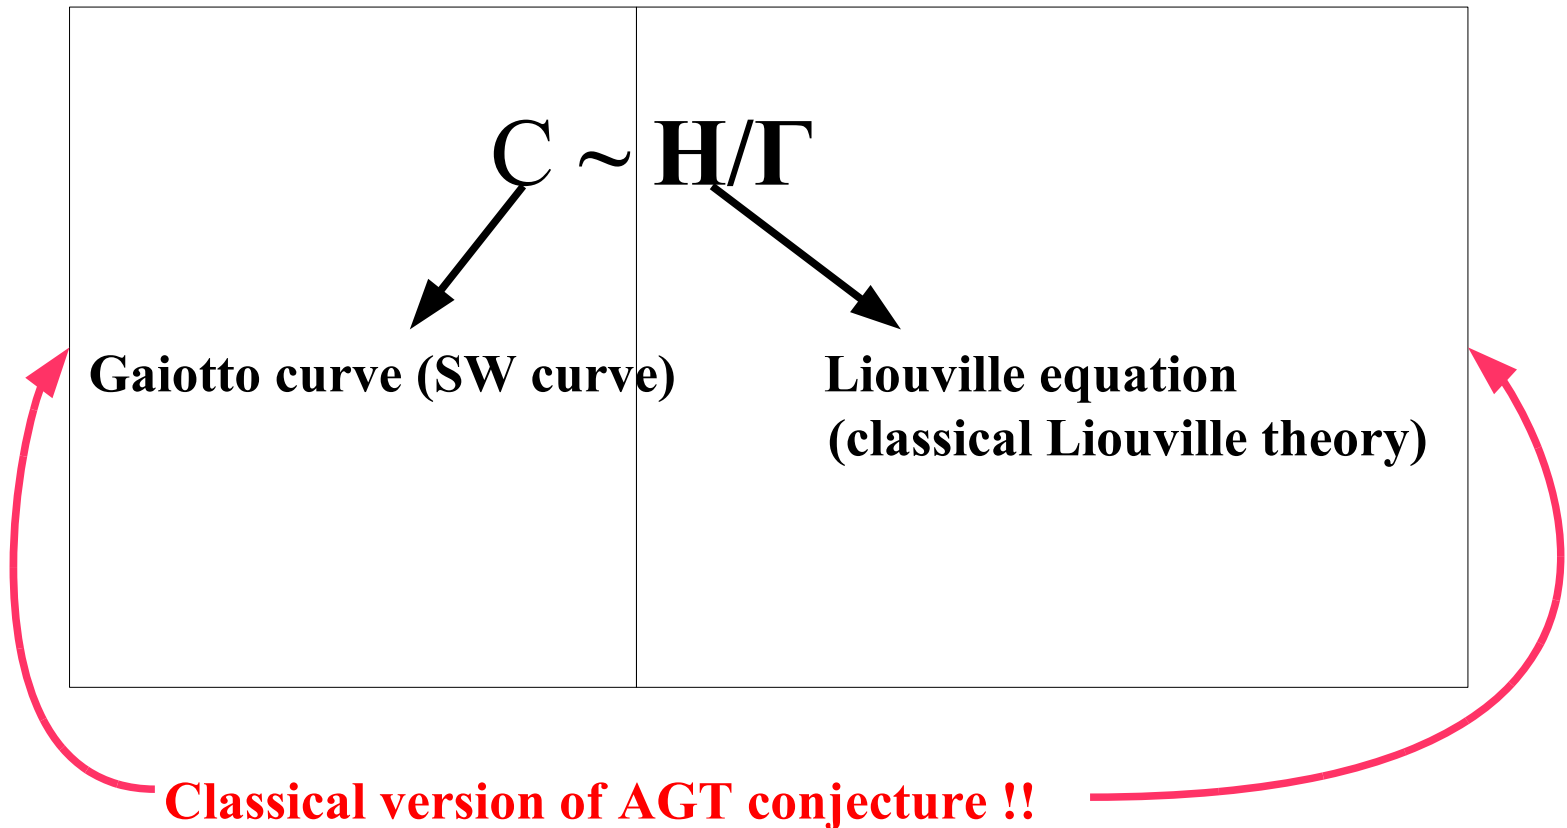 C ~ H/Γ
Gaiotto curve (SW curve)
Liouville equation
(classical Liouville theory)
Classical version of AGT conjecture !!